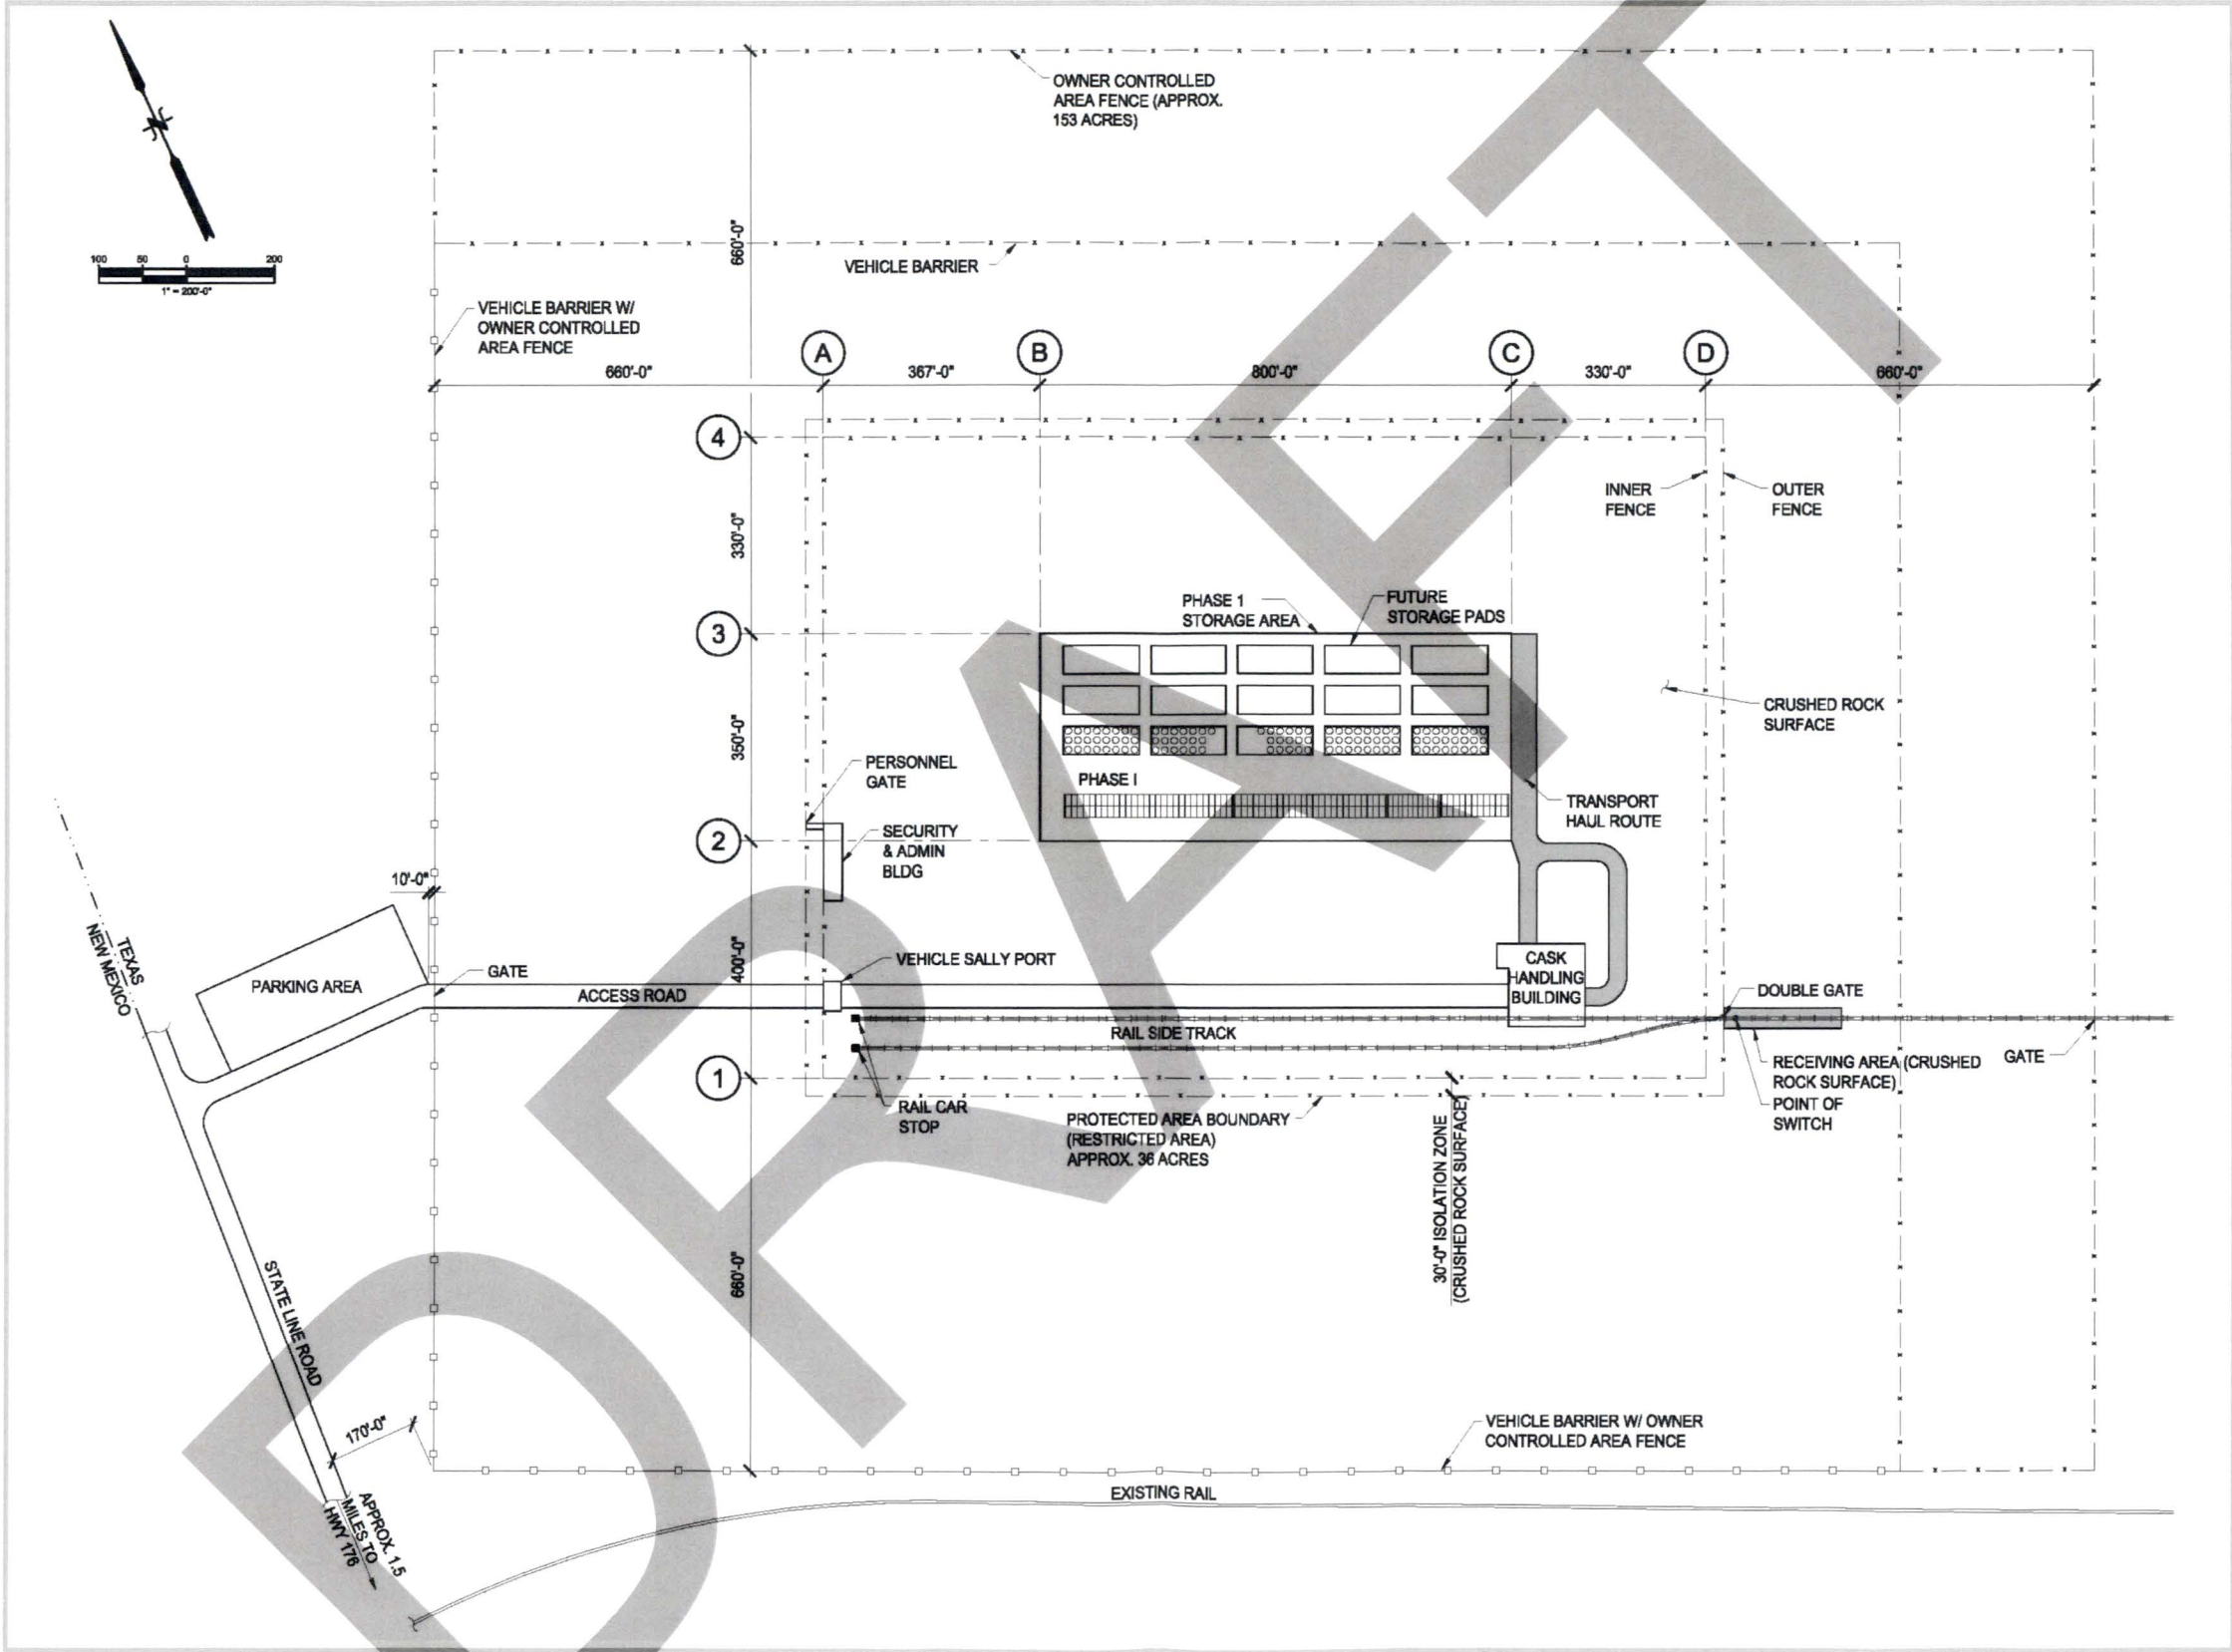 OWNER CONTROLLED
AREA FENCE (APPROX.
153 ACRES)
N
100 50 0 200
1" = 200'-0"
660'-0"
VEHICLE BARRIER
VEHICLE BARRIER W/
OWNER CONTROLLED
AREA FENCE
A
B
C
D
660'-0"
367'-0"
800'-0"
330'-0"
660'-0"
4
INNER
FENCE
OUTER
FENCE
330'-0"
PHASE 1
STORAGE AREA
FUTURE
STORAGE PADS
3
CRUSHED ROCK
SURFACE
350'-0"
PERSONNEL
GATE
PHASE I
TRANSPORT
HAUL ROUTE
2
SECURITY
& ADMIN
BLDG
10'-0"
TEXAS
NEW MEXICO
PARKING AREA
GATE
ACCESS ROAD
400'-0"
VEHICLE SALLY PORT
CASK
HANDLING
BUILDING
DOUBLE GATE
RAIL SIDE TRACK
RECEIVING AREA (CRUSHED
ROCK SURFACE)
GATE
POINT OF
SWITCH
1
RAIL CAR
STOP
PROTECTED AREA BOUNDARY
(RESTRICTED AREA)
APPROX. 36 ACRES
30'-0" ISOLATION ZONE
(CRUSHED ROCK SURFACE)
660'-0"
STATE LINE ROAD
170'-0"
VEHICLE BARRIER W/ OWNER
CONTROLLED AREA FENCE
EXISTING RAIL
APPROX. 1.5
MILES TO
HWY 176
DRAFT